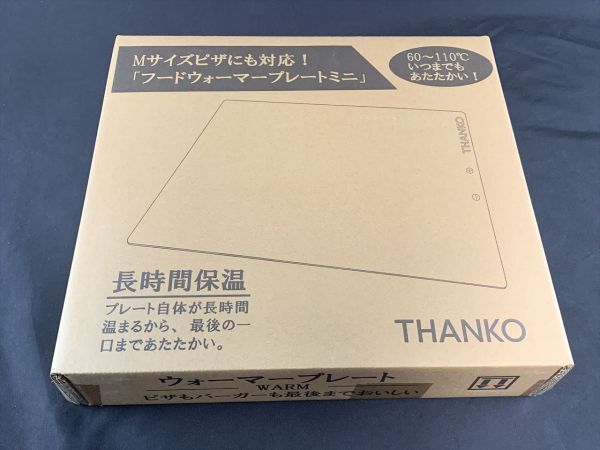 Mサイズピザにも対応！
「フードウォーマープレートミニ」
60～110℃
いつまでも
あたたかい！
THANKO
長時間保温
プレート自体が長時間
温まるから、最後の一
口まであたたかい。
THANKO
ウォーマープレート
WARM
ピザもバーガーも最後までおいしい